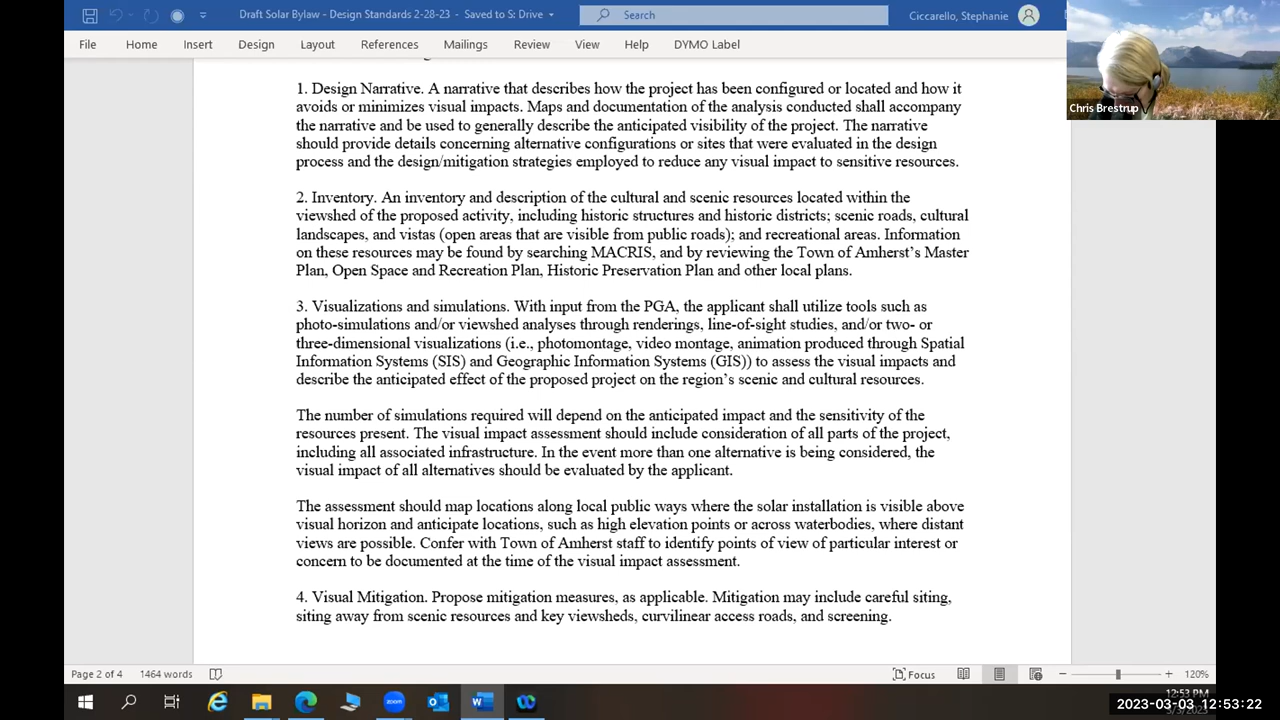 Draft Solar Bylaw - Design Standards 2-28-23 - Saved to S: Drive
Search
Ciccarello, Stephanie
File Home Insert Design Layout References Mailings Review View Help DYMO Label
Chris Brestrup
1. Design Narrative. A narrative that describes how the project has been configured or located and how it
avoids or minimizes visual impacts. Maps and documentation of the analysis conducted shall accompany
the narrative and be used to generally describe the anticipated visibility of the project. The narrative
should provide details concerning alternative configurations or sites that were evaluated in the design
process and the design/mitigation strategies employed to reduce any visual impact to sensitive resources.
2. Inventory. An inventory and description of the cultural and scenic resources located within the
viewshed of the proposed activity, including historic structures and historic districts; scenic roads, cultural
landscapes, and vistas (open areas that are visible from public roads); and recreational areas. Information
on these resources may be found by searching MACRIS, and by reviewing the Town of Amherst's Master
Plan, Open Space and Recreation Plan, Historic Preservation Plan and other local plans.
3. Visualizations and simulations. With input from the PGA, the applicant shall utilize tools such as
photo-simulations and/or viewshed analyses through renderings, line-of-sight studies, and/or two- or
three-dimensional visualizations (i.e., photomontage, video montage, animation produced through Spatial
Information Systems (SIS) and Geographic Information Systems (GIS)) to assess the visual impacts and
describe the anticipated effect of the proposed project on the region's scenic and cultural resources.
The number of simulations required will depend on the anticipated impact and the sensitivity of the
resources present. The visual impact assessment should include consideration of all parts of the project,
including all associated infrastructure. In the event more than one alternative is being considered, the
visual impact of all alternatives should be evaluated by the applicant.
The assessment should map locations along local public ways where the solar installation is visible above
visual horizon and anticipate locations, such as high elevation points or across waterbodies, where distant
views are possible. Confer with Town of Amherst staff to identify points of view of particular interest or
concern to be documented at the time of the visual impact assessment.
4. Visual Mitigation. Propose mitigation measures, as applicable. Mitigation may include careful siting,
siting away from scenic resources and key viewsheds, curvilinear access roads, and screening.
Page 2 of 4 1464 words Focus 120%
zoom
12:53 PM
2023-03-03 12:53:22